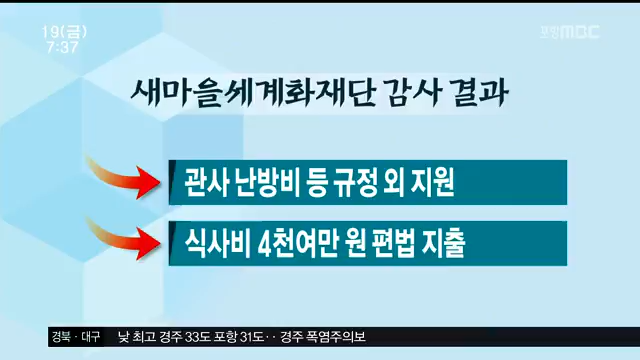 19(금)
7:37
포항MBC
새마을세계화재단 감사 결과
관사 난방비 등 규정 외 지원
식사비 4천여만 원 편법 지출
경북·대구 낮 최고 경주 33도 포항 31도‥ 경주 폭염주의보